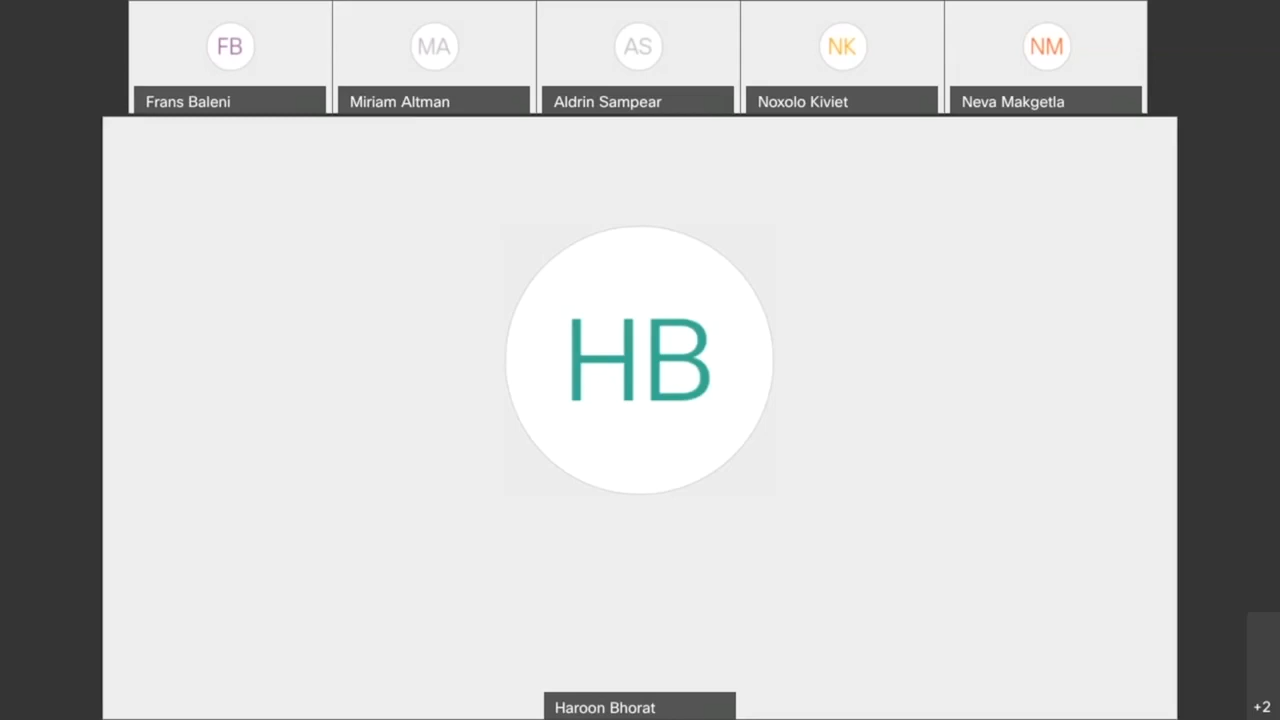 FB
MA
AS
NK
NM
Frans Baleni
Miriam Altman
Aldrin Sampear
Noxolo Kiviet
Neva Makgetla
HB
Haroon Bhorat
+2